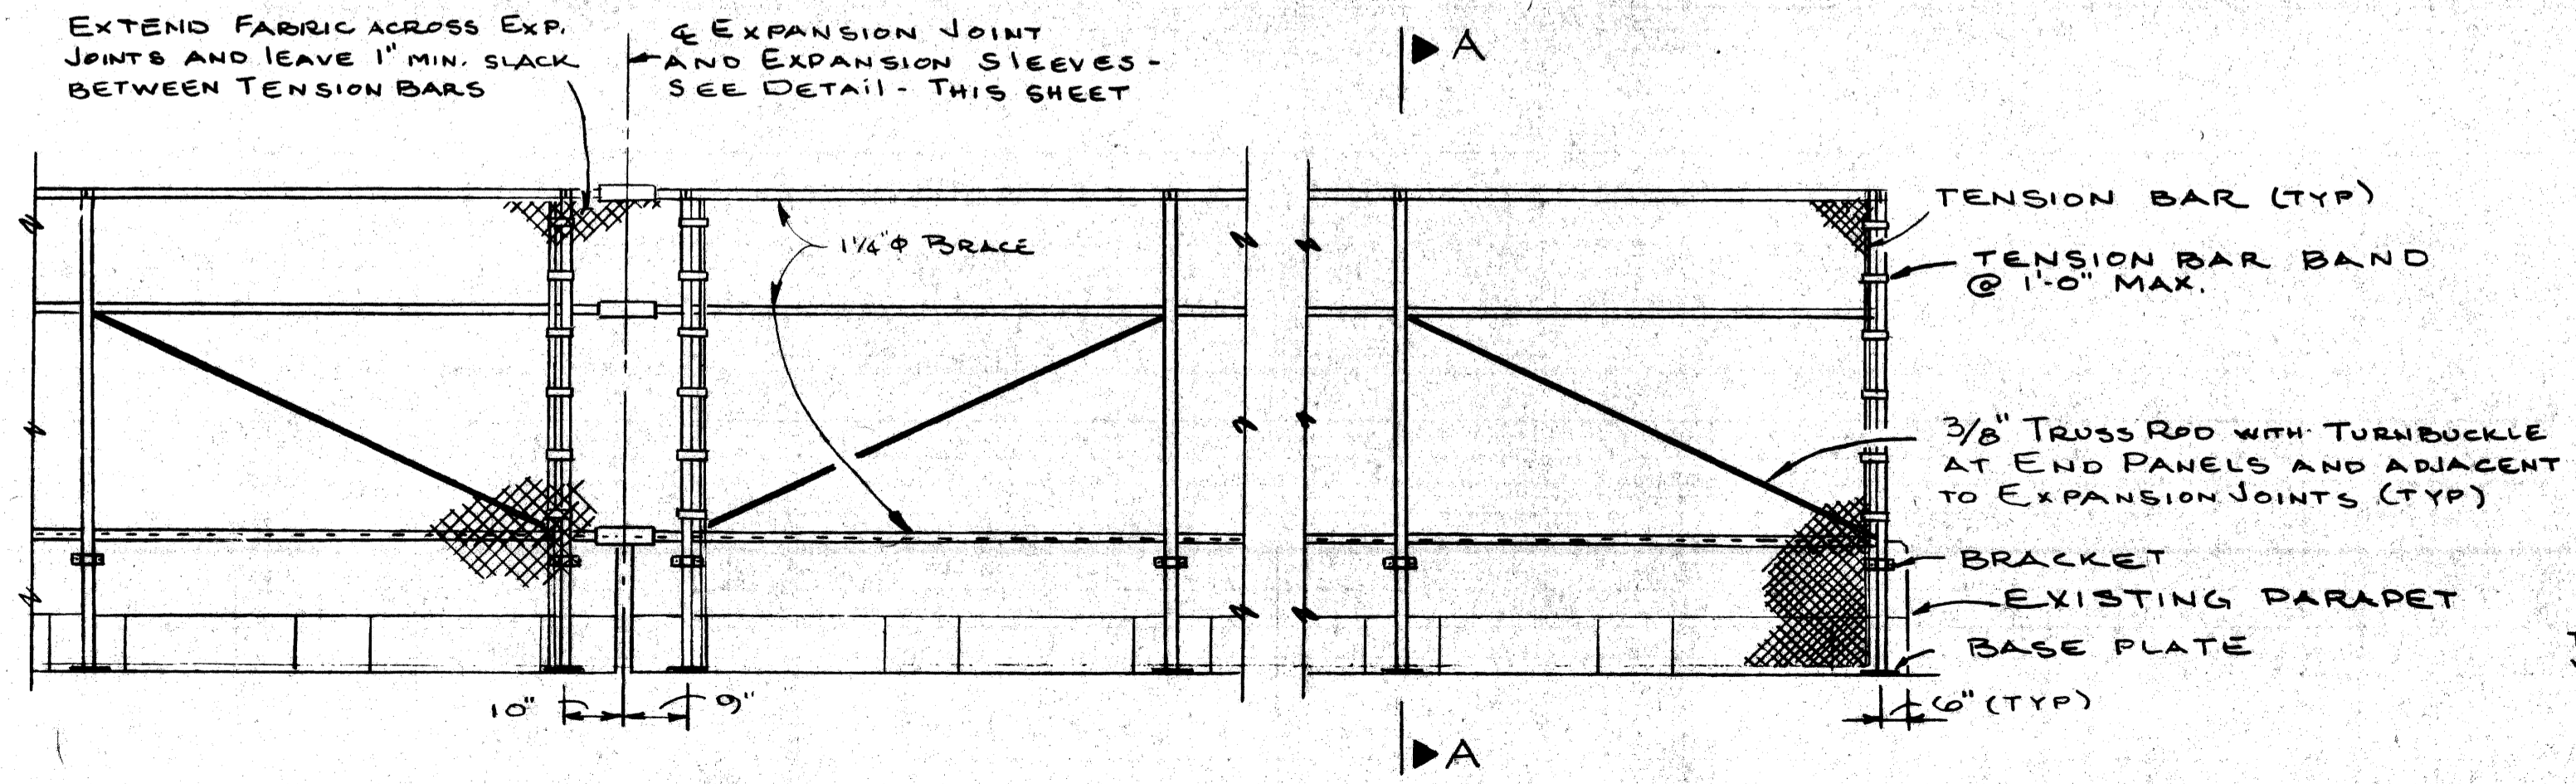 EXTEND FABRIC ACROSS EXP.
JOINTS AND LEAVE 1" MIN. SLACK
BETWEEN TENSION BARS
℄ EXPANSION JOINT
AND EXPANSION SLEEVES -
SEE DETAIL - THIS SHEET
A
1 1/4" Φ BRACE
TENSION BAR (TYP)
TENSION BAR BAND
@ 1'-0" MAX.
3/8" TRUSS ROD WITH TURNBUCKLE
AT END PANELS AND ADJACENT
TO EXPANSION JOINTS (TYP)
BRACKET
EXISTING PARAPET
BASE PLATE
10"
9"
6" (TYP)
A